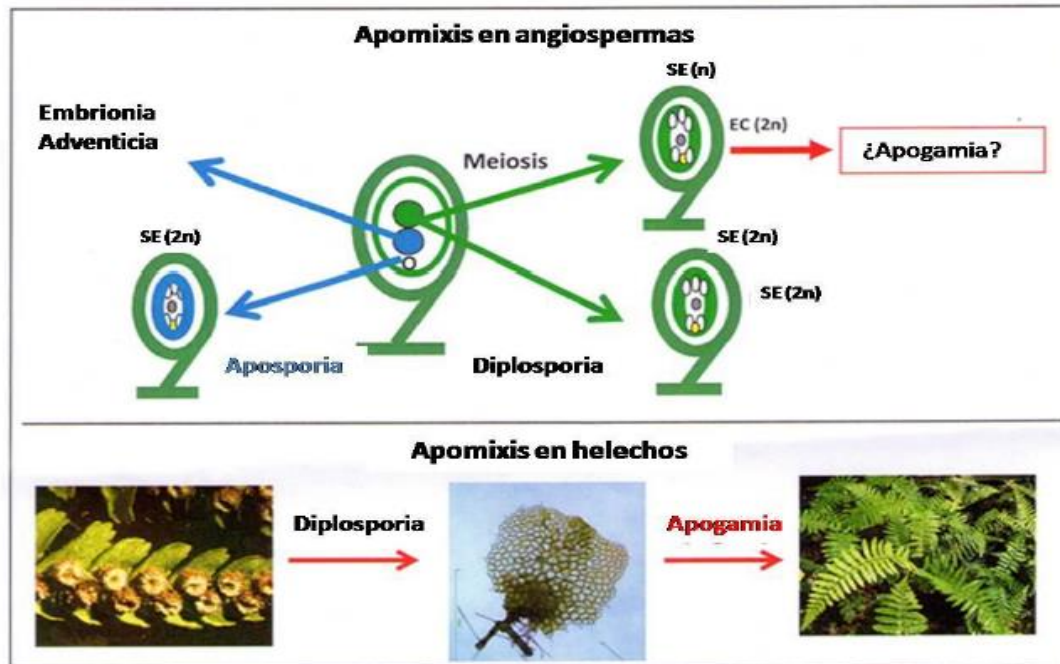 Apomixis en angiospermas
SE (n)
Embrionia
Adventicia
EC (2n)
¿Apogamia?
Meiosis
SE (2n)
SE (2n)
SE (2n)
Aposporia
Diplosporia
Apomixis en helechos
Diplosporia
Apogamia